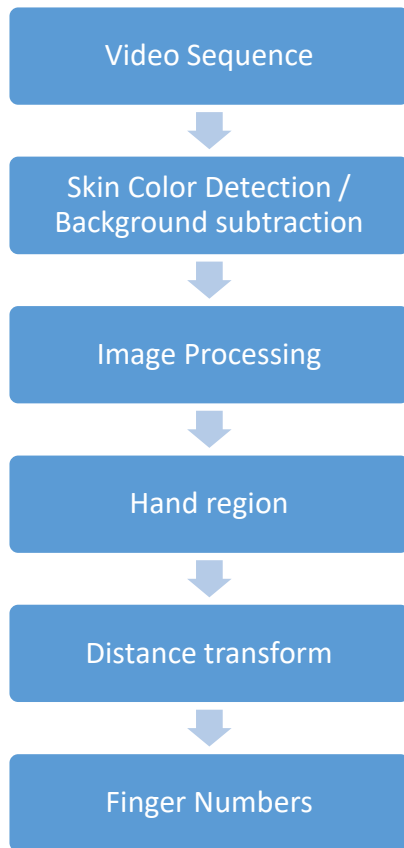 Video Sequence
Skin Color Detection /
Background subtraction
Image Processing
Hand region
Distance transform
Finger Numbers